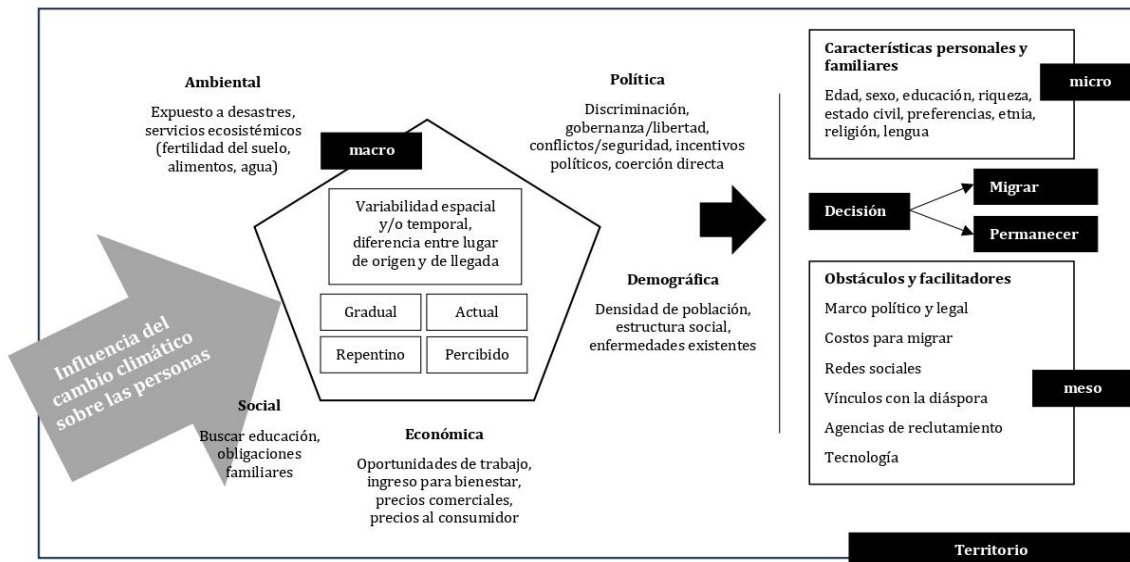 Ambiental
Expuesto a desastres,
servicios ecosistémicos
(fertilidad del suelo,
alimentos, agua)
Política
Discriminación,
gobernanza/libertad,
conflictos/seguridad, incentivos
políticos, coerción directa
macro
Variabilidad espacial
y/o temporal,
diferencia entre lugar
de origen y de llegada
Gradual
Actual
Repentino
Percibido
Influencia del
cambio climático
sobre las personas
Demográfica
Densidad de población,
estructura social,
enfermedades existentes
Social
Buscar educación,
obligaciones
familiares
Económica
Oportunidades de trabajo,
ingreso para bienestar,
precios comerciales,
precios al consumidor
Características personales y
familiares
Edad, sexo, educación, riqueza,
estado civil, preferencias, etnia,
religión, lengua
micro
Decisión
Migrar
Permanecer
Obstáculos y facilitadores
Marco político y legal
Costos para migrar
Redes sociales
Vínculos con la diáspora
Agencias de reclutamiento
Tecnología
meso
Territorio